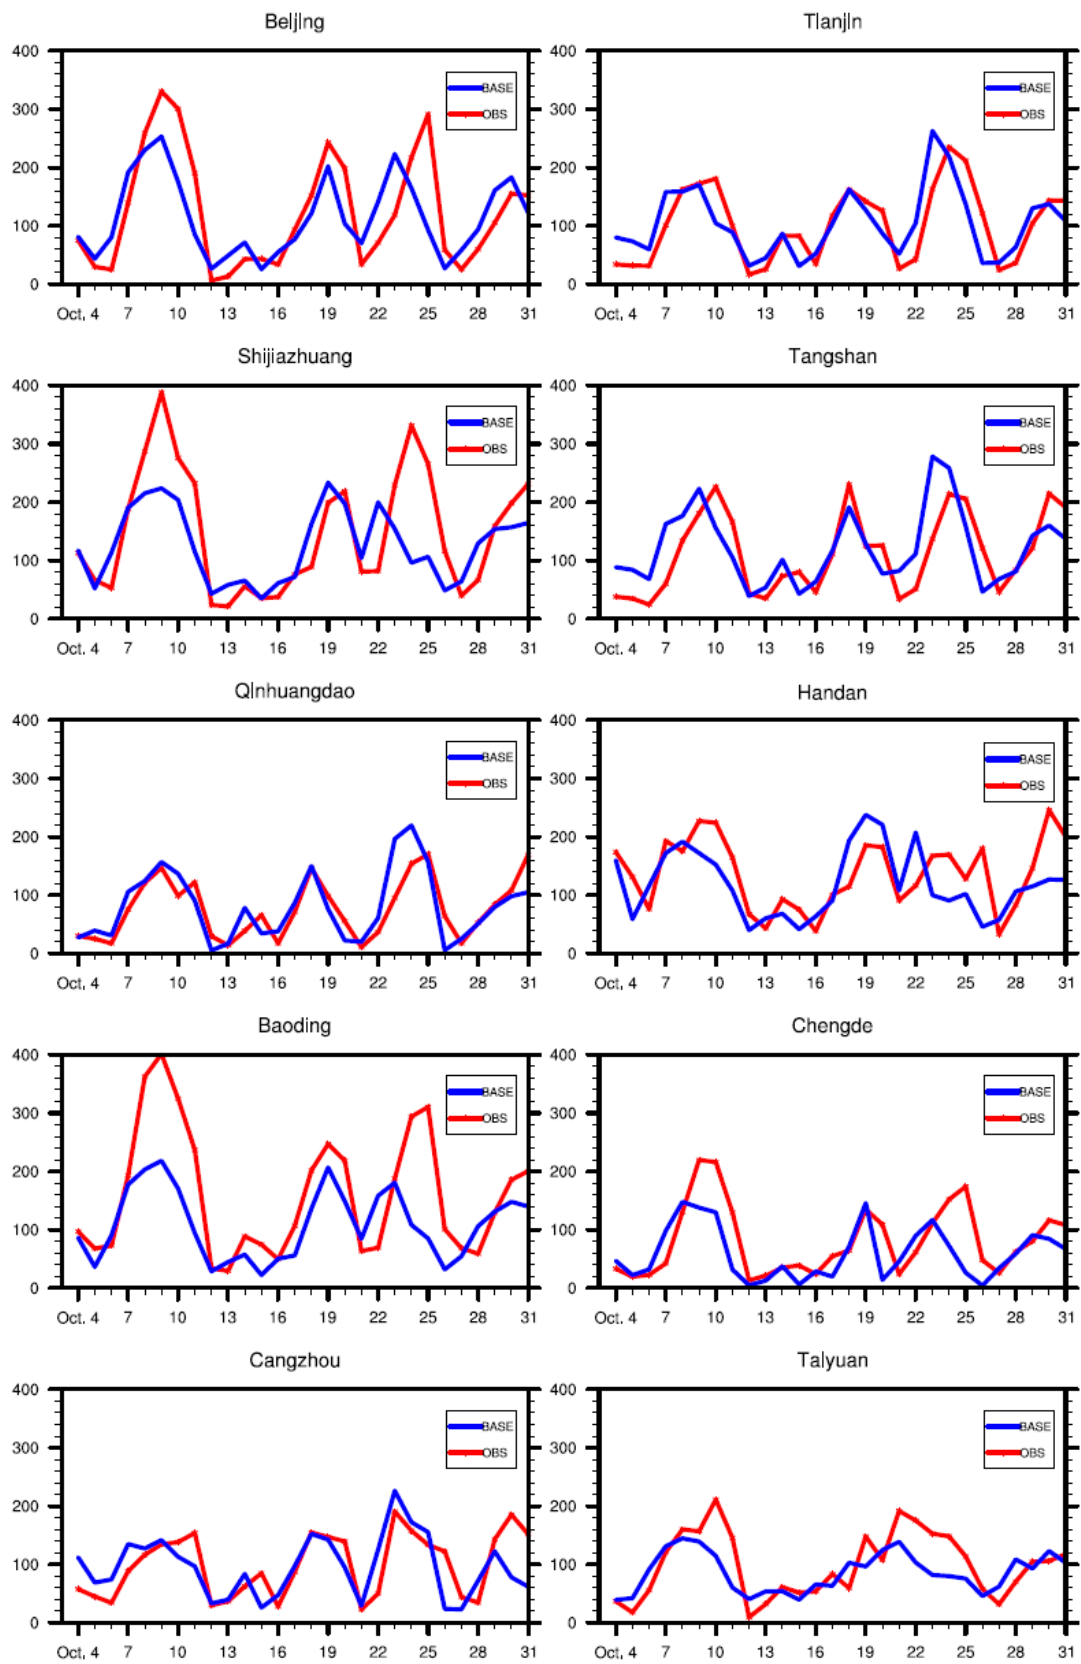 Beijing Tianjin
400 400
BASE BASE
300 300
OBS OBS
200 200
100 100
0 0
Oct, 4 7 10 13 16 19 22 25 28 31 Oct, 4 7 10 13 16 19 22 25 28 31
Shijiazhuang Tangshan
400 400
BASE BASE
300 300
OBS OBS
200 200
100 100
0 0
Oct, 4 7 10 13 16 19 22 25 28 31 Oct, 4 7 10 13 16 19 22 25 28 31
Qinhuangdao Handan
400 400
BASE BASE
300 300
OBS OBS
200 200
100 100
0 0
Oct, 4 7 10 13 16 19 22 25 28 31 Oct, 4 7 10 13 16 19 22 25 28 31
Baoding Chengde
400 400
BASE BASE
300 300
OBS OBS
200 200
100 100
0 0
Oct, 4 7 10 13 16 19 22 25 28 31 Oct, 4 7 10 13 16 19 22 25 28 31
Cangzhou Taiyuan
400 400
BASE BASE
300 300
OBS OBS
200 200
100 100
0 0
Oct, 4 7 10 13 16 19 22 25 28 31 Oct, 4 7 10 13 16 19 22 25 28 31